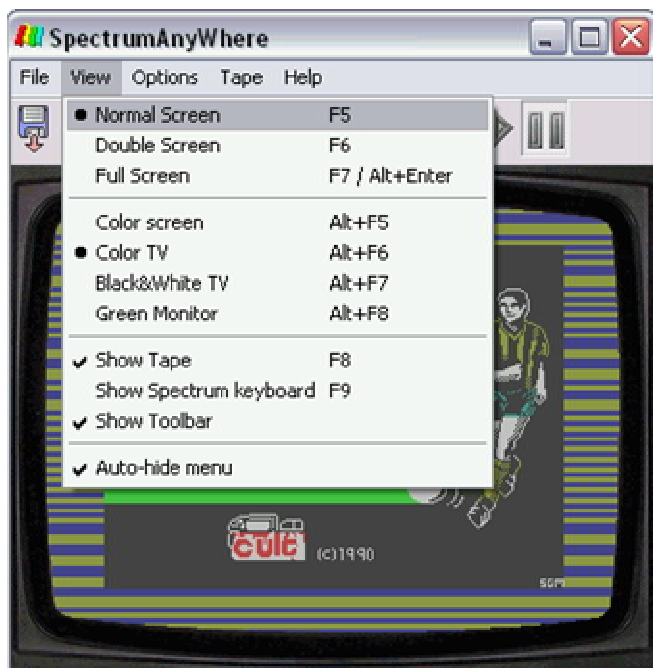 SpectrumAnyWhere
File View Options Tape Help
Normal Screen F5
Double Screen F6
Full Screen F7 / Alt+Enter
Color screen Alt+F5
Color TV Alt+F6
Black&White TV Alt+F7
Green Monitor Alt+F8
Show Tape F8
Show Spectrum keyboard F9
Show Toolbar
Auto-hide menu
cult (c)1990
SGM